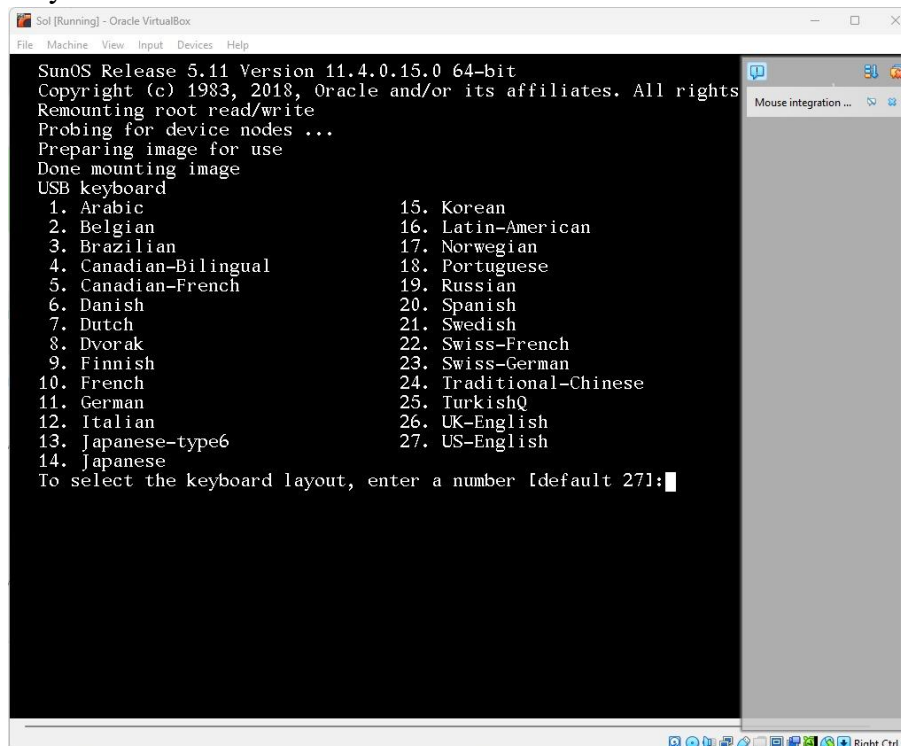 Sol [Running] - Oracle VirtualBox
File Machine View Input Devices Help
SunOS Release 5.11 Version 11.4.0.15.0 64-bit
Copyright (c) 1983, 2018, Oracle and/or its affiliates. All rights
Remounting root read/write
Probing for device nodes ...
Preparing image for use
Done mounting image
USB keyboard
1. Arabic 15. Korean
2. Belgian 16. Latin-American
3. Brazilian 17. Norwegian
4. Canadian-Bilingual 18. Portuguese
5. Canadian-French 19. Russian
6. Danish 20. Spanish
7. Dutch 21. Swedish
8. Dvorak 22. Swiss-French
9. Finnish 23. Swiss-German
10. French 24. Traditional-Chinese
11. German 25. TurkishQ
12. Italian 26. UK-English
13. Japanese-type6 27. US-English
14. Japanese
To select the keyboard layout, enter a number [default 27]:
Mouse integration ...
Right Ctrl